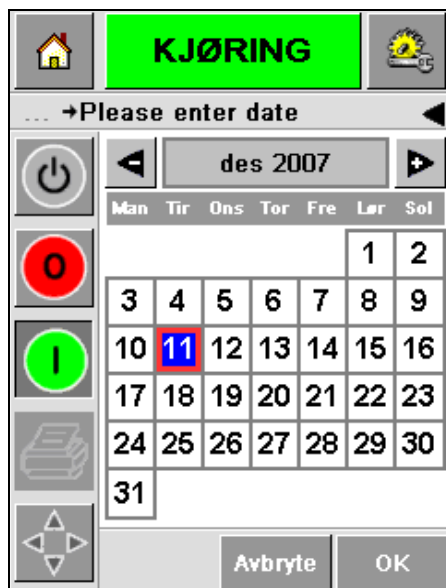 KJØRING
... →Please enter date
des 2007
Man Tir Ons Tor Fre Lør Sol
1 2
3 4 5 6 7 8 9
10 11 12 13 14 15 16
17 18 19 20 21 22 23
24 25 26 27 28 29 30
31
O
I
Avbryte OK